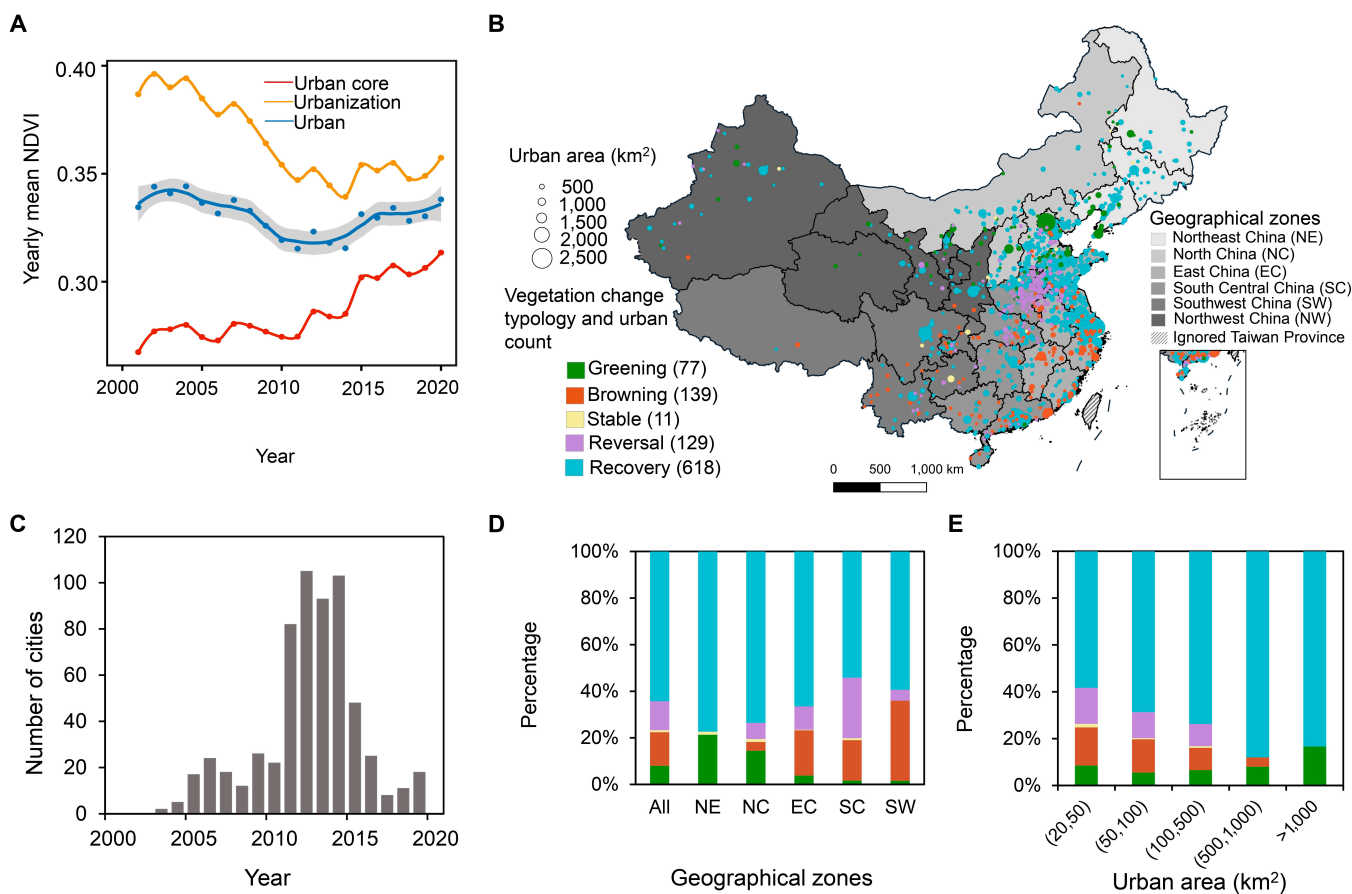 A
0.40
0.35
0.30
Yearly mean NDVI
Urban core
Urbanization
Urban
2000
2005
2010
2015
2020
Year
B
Urban area (km²)
500
1,000
1,500
2,000
2,500
Vegetation change
typology and urban
count
Greening (77)
Browning (139)
Stable (11)
Reversal (129)
Recovery (618)
Geographical zones
Northeast China (NE)
North China (NC)
East China (EC)
South Central China (SC)
Southwest China (SW)
Northwest China (NW)
Ignored Taiwan Province
0 500 1,000 km
C
120
100
80
60
40
20
0
Number of cities
2000
2005
2010
2015
2020
Year
D
100%
80%
60%
40%
20%
0%
Percentage
All
NE
NC
EC
SC
SW
Geographical zones
E
100%
80%
60%
40%
20%
0%
Percentage
(20,50)
(50,100)
(100,500)
(500,1,000)
>1,000
Urban area (km²)